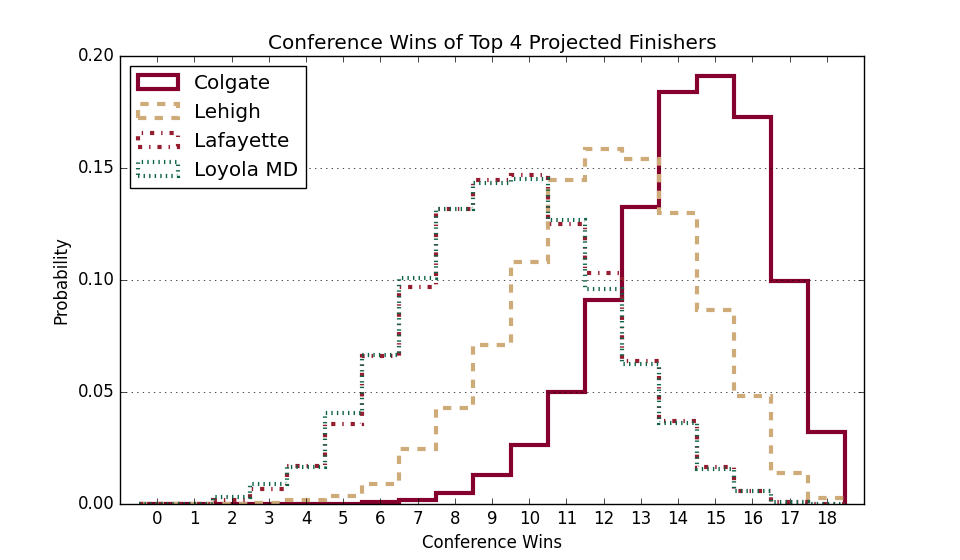 Conference Wins of Top 4 Projected Finishers
0.20
0.15
0.10
0.05
0.00
Probability
Colgate
Lehigh
Lafayette
Loyola MD
0 1 2 3 4 5 6 7 8 9 10 11 12 13 14 15 16 17 18
Conference Wins